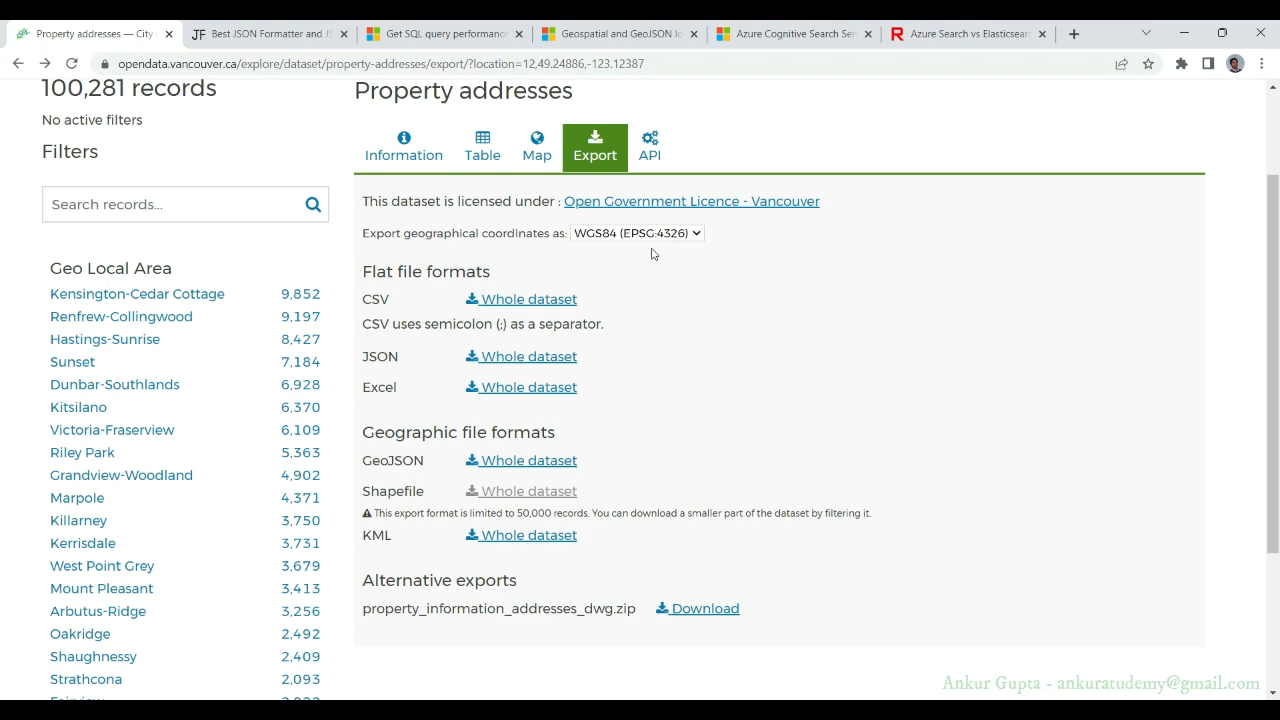 Property addresses — City
Best JSON Formatter and JS
Get SQL query performance
Geospatial and GeoJSON lo
Azure Cognitive Search Ser
Azure Search vs Elasticsear
opendata.vancouver.ca/explore/dataset/property-addresses/export/?location=12,49.24886,-123.12387
100,281 records
No active filters
Filters
Search records...
Geo Local Area
Kensington-Cedar Cottage 9,852
Renfrew-Collingwood 9,197
Hastings-Sunrise 8,427
Sunset 7,184
Dunbar-Southlands 6,928
Kitsilano 6,370
Victoria-Fraserview 6,109
Riley Park 5,363
Grandview-Woodland 4,902
Marpole 4,371
Killarney 3,750
Kerrisdale 3,731
West Point Grey 3,679
Mount Pleasant 3,413
Arbutus-Ridge 3,256
Oakridge 2,492
Shaughnessy 2,409
Strathcona 2,093
Property addresses
Information Table Map Export API
This dataset is licensed under : Open Government Licence - Vancouver
Export geographical coordinates as: WGS84 (EPSG:4326)
Flat file formats
CSV Whole dataset
CSV uses semicolon (;) as a separator.
JSON Whole dataset
Excel Whole dataset
Geographic file formats
GeoJSON Whole dataset
Shapefile Whole dataset
This export format is limited to 50,000 records. You can download a smaller part of the dataset by filtering it.
KML Whole dataset
Alternative exports
property_information_addresses_dwg.zip Download
Ankur Gupta - ankuratudemy@gmail.com